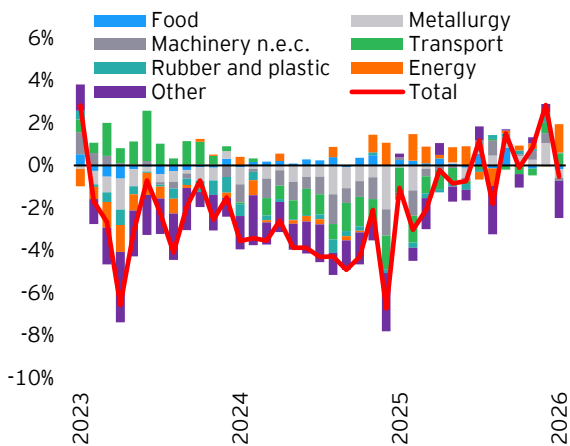 Food
Metallurgy
Machinery n.e.c.
Transport
Rubber and plastic
Energy
Other
Total
6%
4%
2%
0%
-2%
-4%
-6%
-8%
-10%
2023
2024
2025
2026